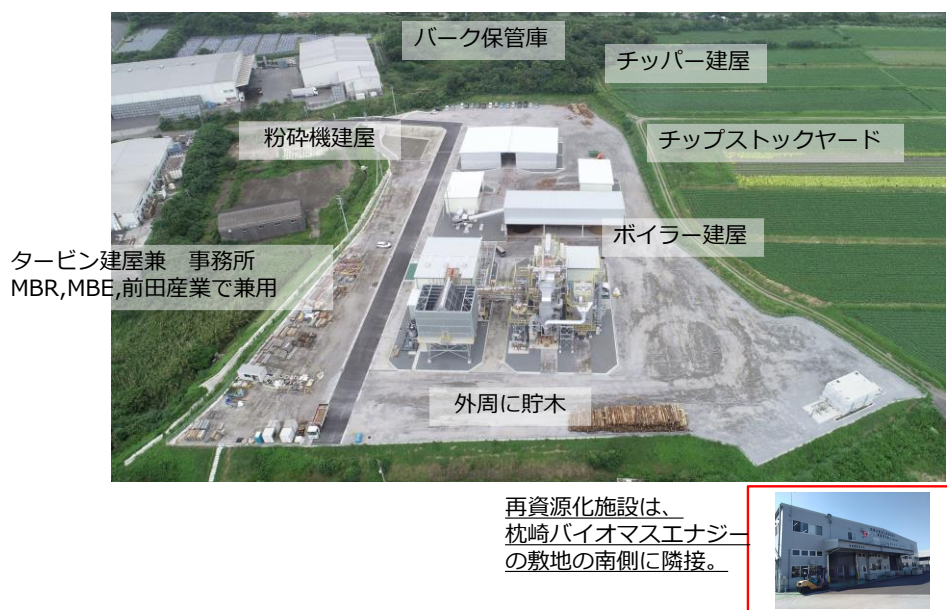 バーク保管庫
チッパー建屋
粉砕機建屋
チップストックヤード
ボイラー建屋
タービン建屋兼　事務所
MBR,MBE,前田産業で兼用
外周に貯木
再資源化施設は、
枕崎バイオマスエナジー
の敷地の南側に隣接。